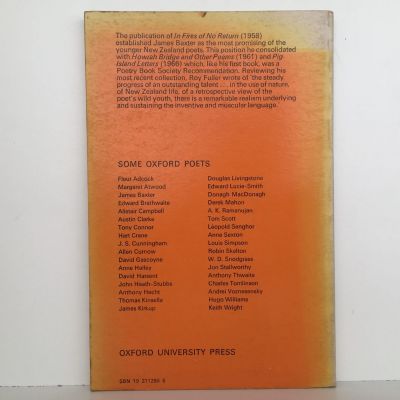 The publication of In Fires of No Return (1958)
established James Baxter as the most promising of the
younger New Zealand poets. This position he consolidated
with Howrah Bridge and Other Poems (1961) and Pig
Island Letters (1966) which, like his first book, was a
Poetry Book Society Recommendation. Reviewing his
most recent collection, Roy Fuller wrote of 'the steady
progress of an outstanding talent . . . in the use of nature,
of New Zealand life, of a retrospective view of the
poet's wild youth, there is a remarkable realism underlying
and sustaining the inventive and muscular language.'
SOME OXFORD POETS
Fleur Adcock
Margaret Atwood
James Baxter
Edward Brathwaite
Alistair Campbell
Austin Clarke
Tony Connor
Hart Crane
J. S. Cunningham
Allen Curnow
David Gascoyne
Anne Halley
David Harsent
John Heath-Stubbs
Anthony Hecht
Thomas Kinsella
James Kirkup
Douglas Livingstone
Edward Lucie-Smith
Donagh MacDonagh
Derek Mahon
A. K. Ramanujan
Tom Scott
Leopold Senghor
Anne Sexton
Louis Simpson
Robin Skelton
W. D. Snodgrass
Jon Stallworthy
Anthony Thwaite
Charles Tomlinson
Andrei Voznesensky
Hugo Williams
Keith Wright
OXFORD UNIVERSITY PRESS
SBN 19 211286 6